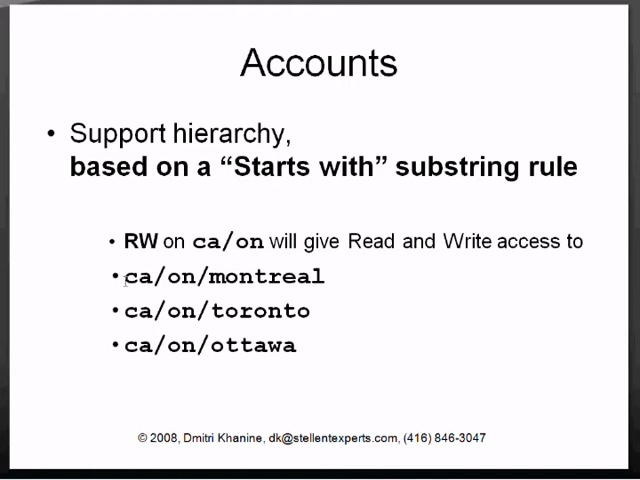 Accounts
• Support hierarchy,
based on a “Starts with” substring rule
• RW on ca/on will give Read and Write access to
• ca/on/montreal
• ca/on/toronto
• ca/on/ottawa
© 2008, Dmitri Khanine, dk@stellentexperts.com, (416) 846-3047